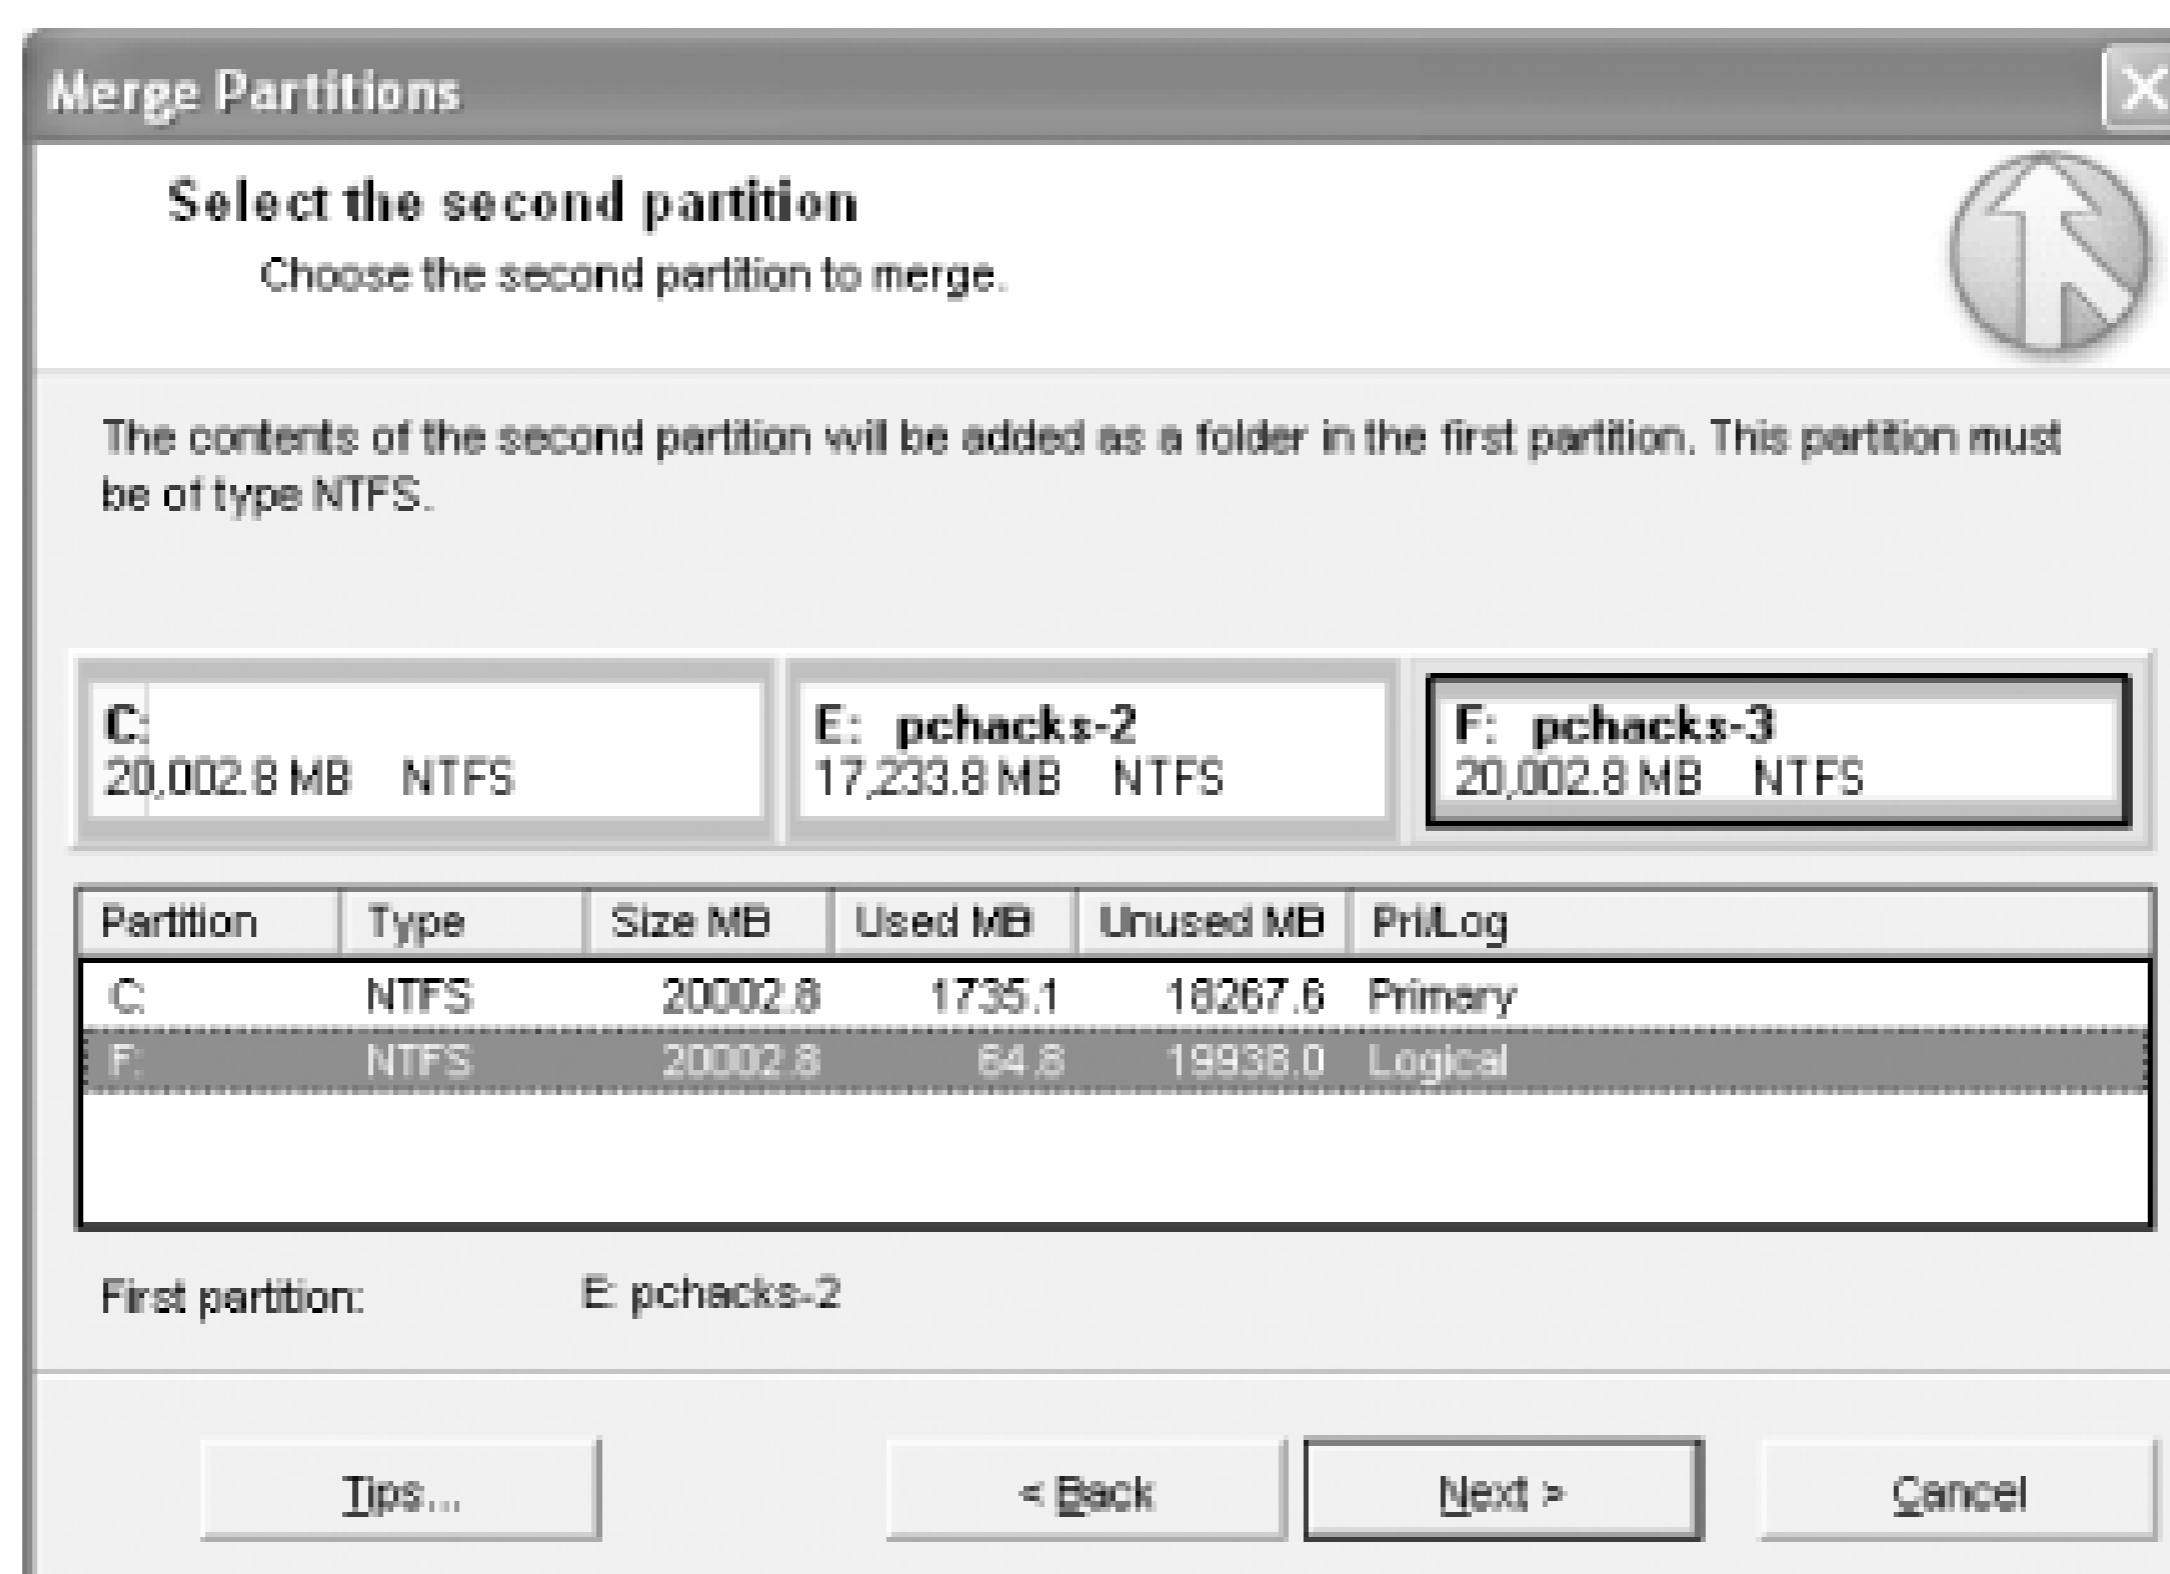 Merge Partitions
Select the second partition
Choose the second partition to merge.
The contents of the second partition will be added as a folder in the first partition. This partition must
be of type NTFS.
C: E: pchacks-2 F: pchacks-3
20,002.8 MB NTFS 17,233.8 MB NTFS 20,002.8 MB NTFS
Partition Type Size MB Used MB Unused MB Pri/Log
C: NTFS 20002.8 1735.1 18267.6 Primary
F: NTFS 20002.8 64.8 19938.0 Logical
First partition: E: pchacks-2
Tips... < Back Next > Cancel